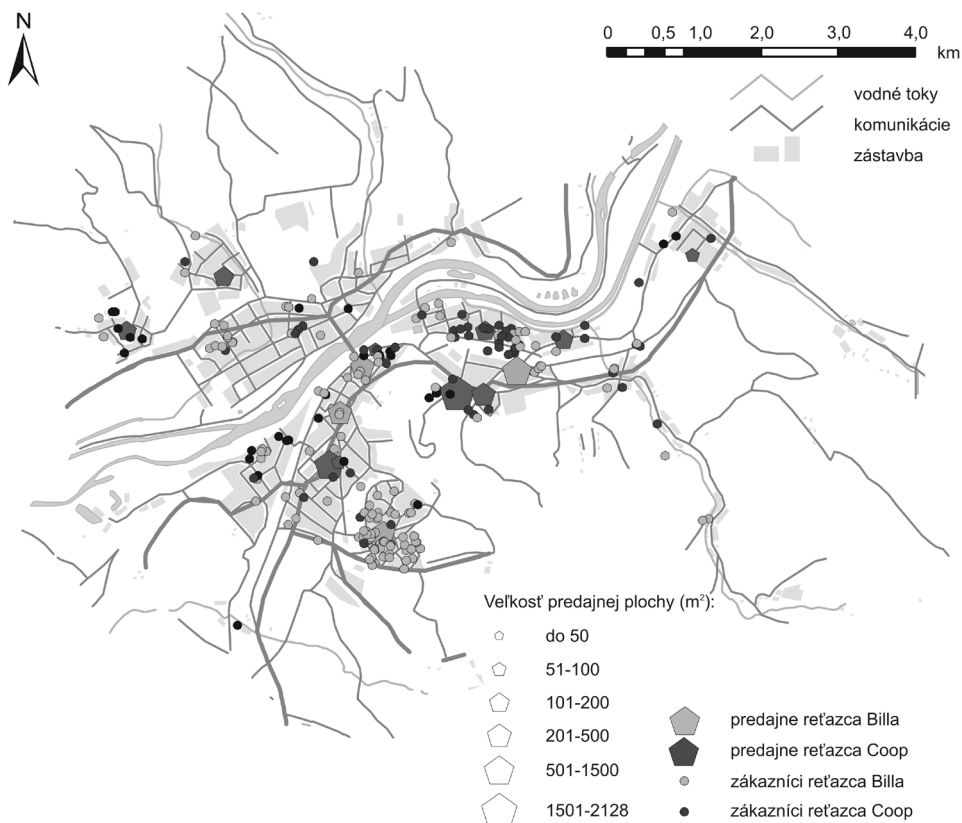 N
0 0,5 1,0 2,0 3,0 4,0
km
vodné toky
komunikácie
zástavba
Veľkosť predajnej plochy (m²):
do 50
51-100
101-200
201-500
501-1500
1501-2128
predajne reťazca Billa
predajne reťazca Coop
zákazníci reťazca Billa
zákazníci reťazca Coop